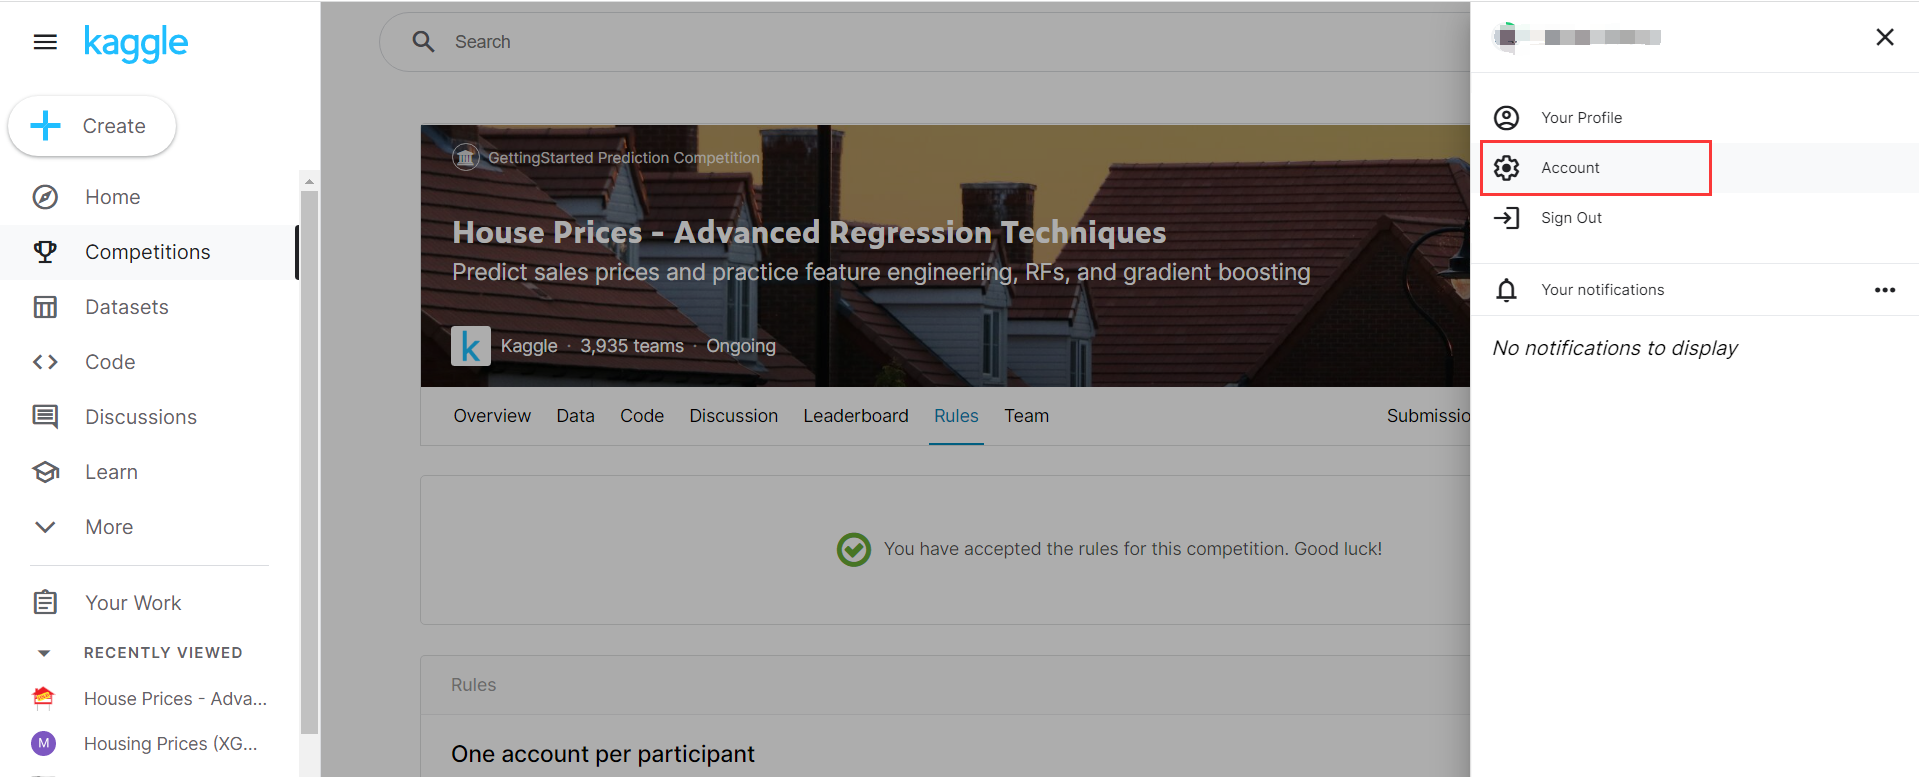 kaggle
Create
Home
Competitions
Datasets
Code
Discussions
Learn
More
Your Work
RECENTLY VIEWED
House Prices - Adva...
M
Housing Prices (XG...
Search
GettingStarted Prediction Competition
House Prices - Advanced Regression Techniques
Predict sales prices and practice feature engineering, RFs, and gradient boosting
k
Kaggle · 3,935 teams · Ongoing
Overview Data Code Discussion Leaderboard Rules Team Submissio
You have accepted the rules for this competition. Good luck!
Rules
One account per participant
Your Profile
Account
Sign Out
Your notifications
No notifications to display